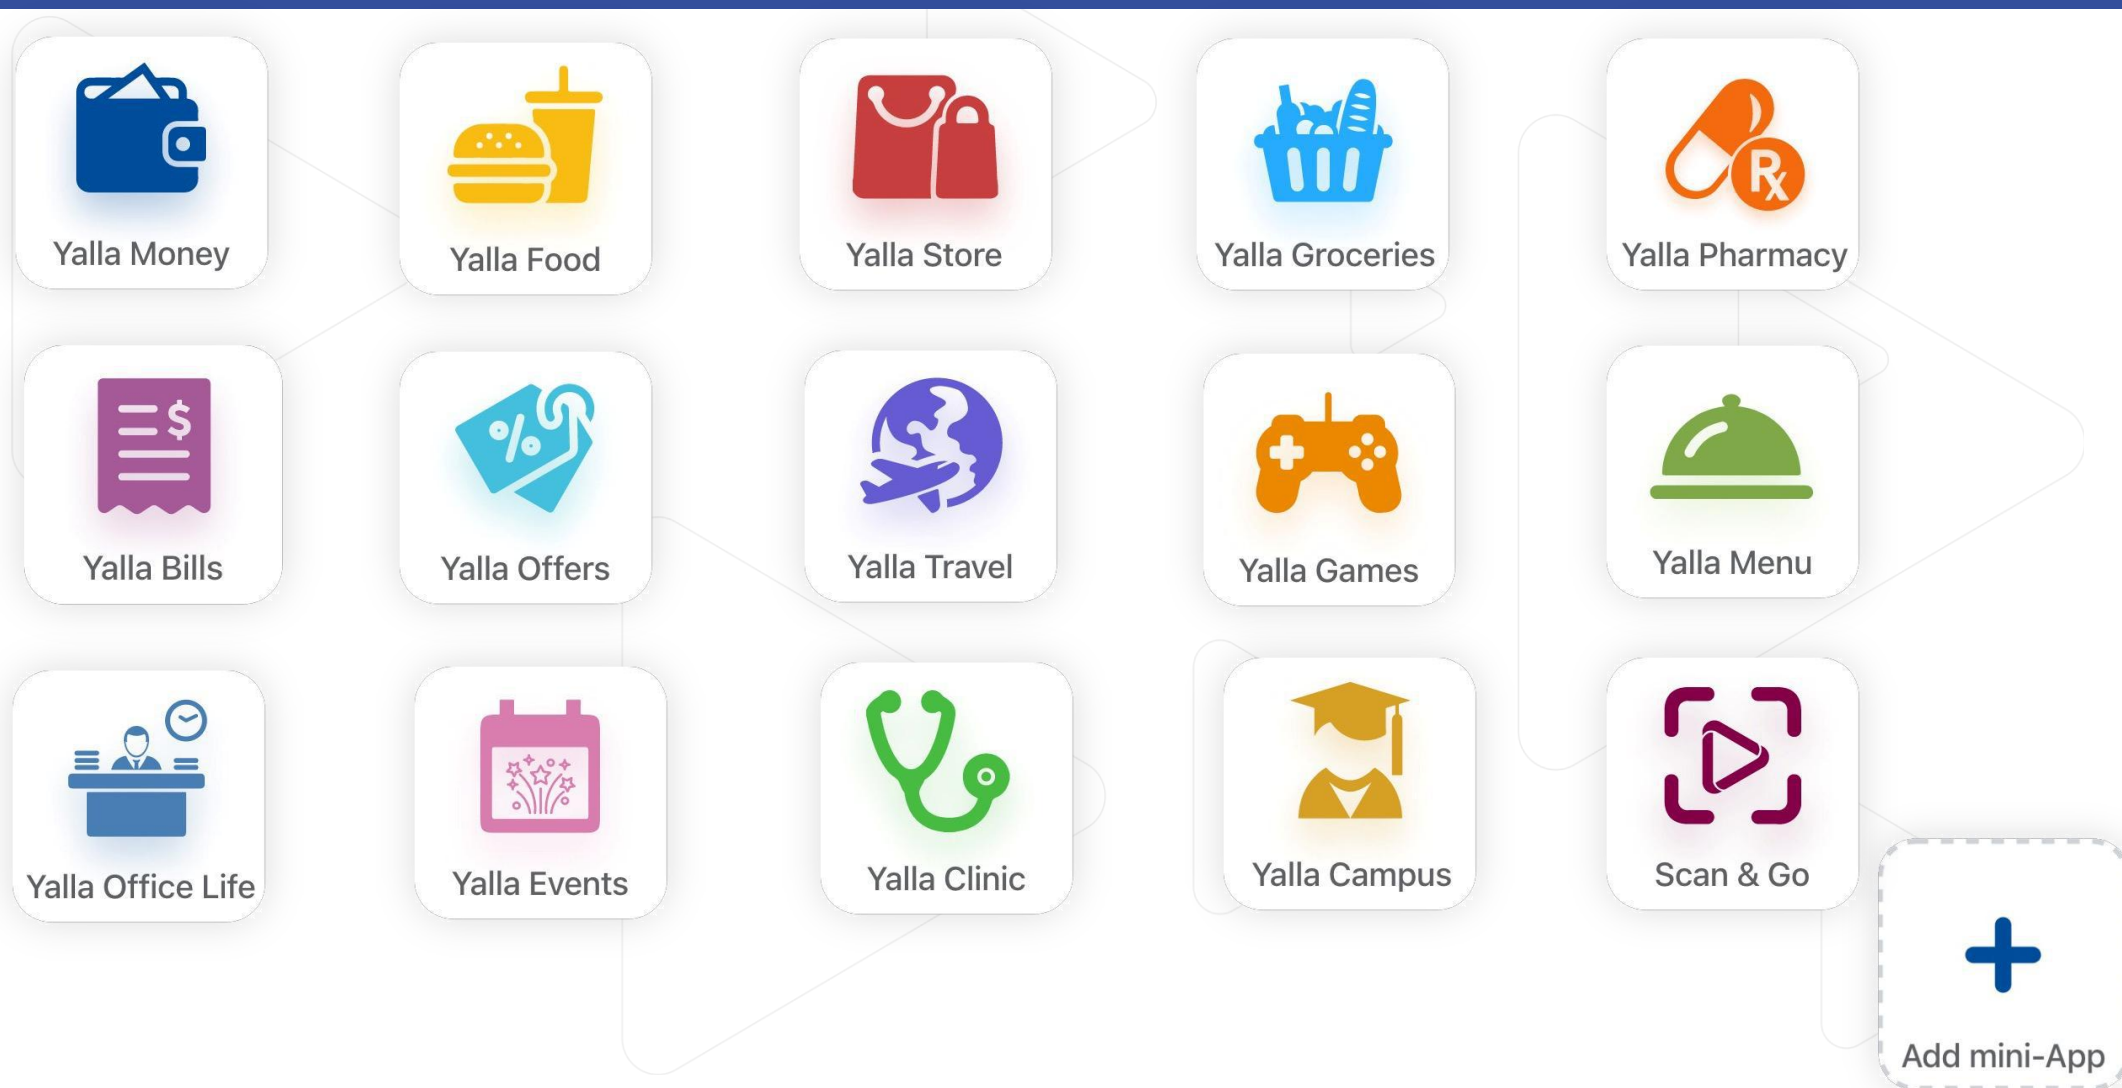 Yalla Money
Yalla Food
Yalla Store
Yalla Groceries
Rx
Yalla Pharmacy
$
Yalla Bills
%
Yalla Offers
Yalla Travel
Yalla Games
Yalla Menu
Yalla Office Life
Yalla Events
Yalla Clinic
Yalla Campus
Scan & Go
Add mini-App